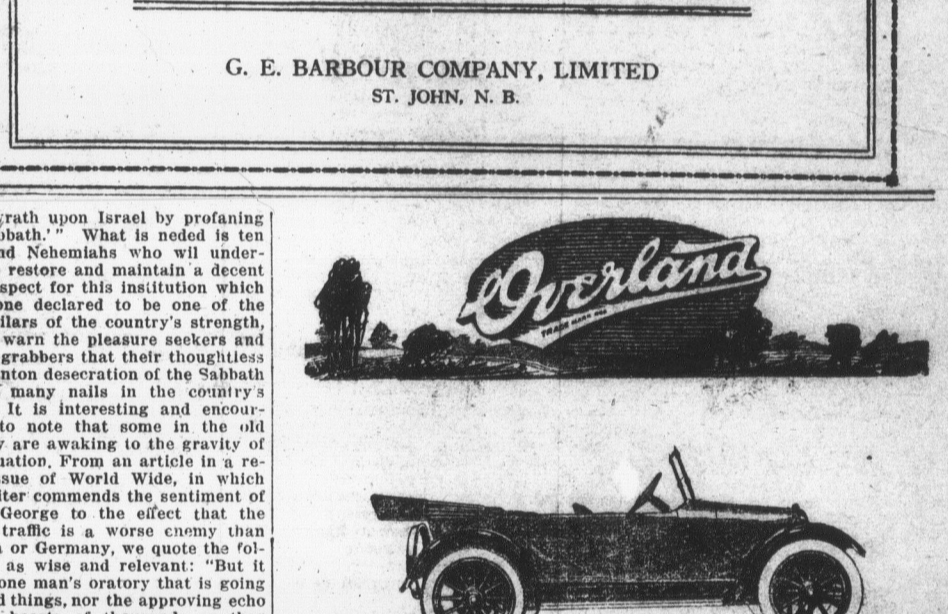 G. E. BARBOUR COMPANY, LIMITED
ST. JOHN, N. B.
rath upon Israel by profaning
bath.'" What is neded is ten
Nehemiahs who wil under-
restore and maintain a decent
spect for this institution which
one declared to be one of the
ilars of the country's strength,
warn the pleasure seekers and
grabbers that their thoughtless
nton desecration of the Sabbath
many nails in the country's
It is interesting and encour-
to note that some in the old
are awaking to the gravity of
uation. From an article in a re-
sue of World Wide, in which
iter commends the sentiment of
George to the effect that the
traffic is a worse enemy than
or Germany, we quote the fol-
as wise and relevant: "But it
one man's oratory that is going
things, nor the approving echo
Overland
TRADE MARK